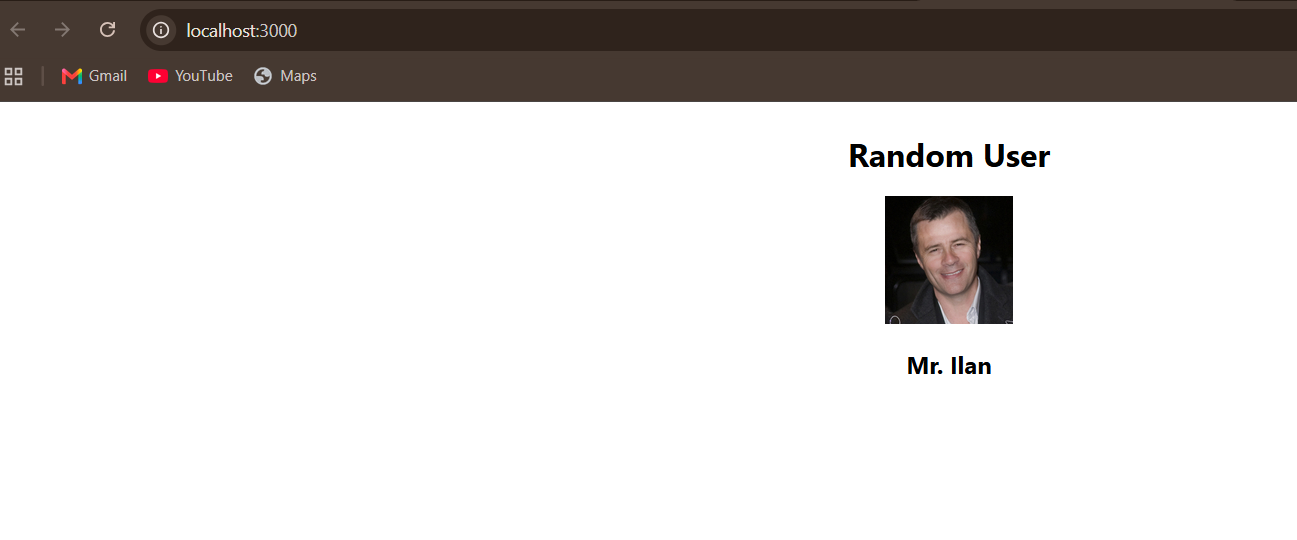 localhost:3000
Gmail YouTube Maps
Random User
Mr. Ilan